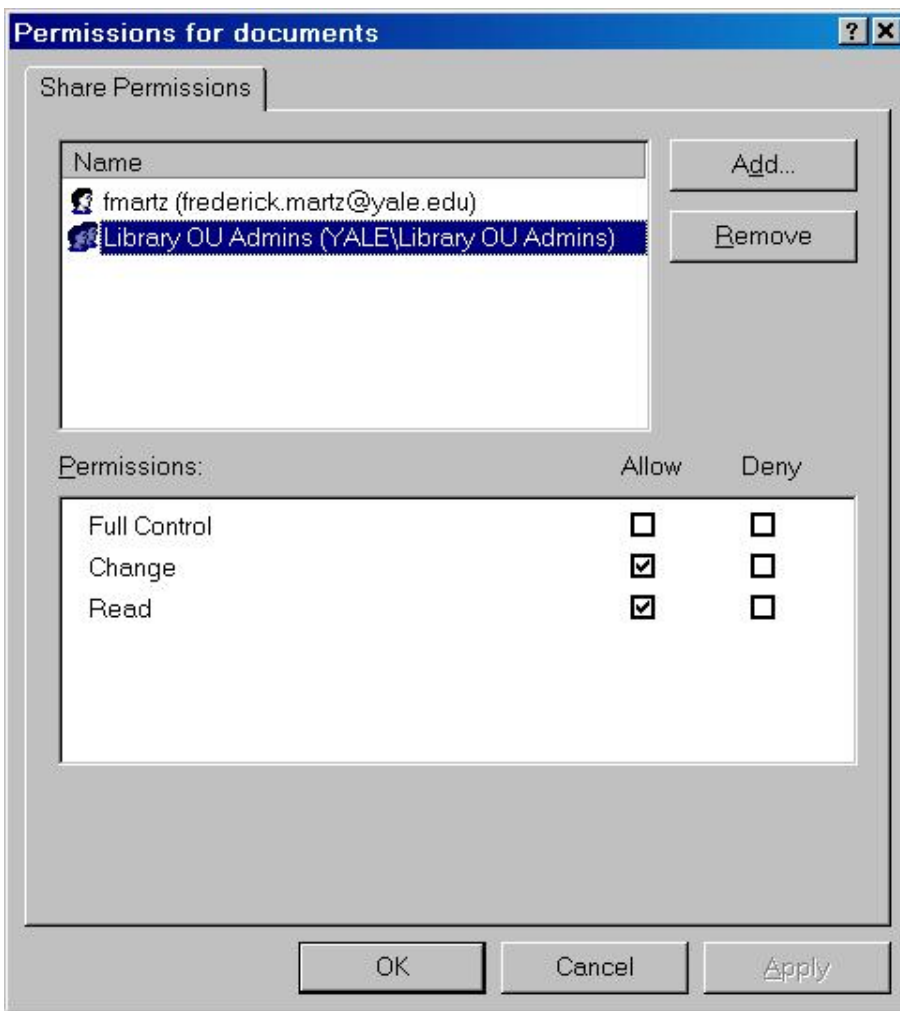 Permissions for documents
Share Permissions
Name
Add...
fmartz (frederick.martz@yale.edu)
Library OU Admins (YALE\Library OU Admins)
Remove
Permissions: Allow Deny
Full Control
Change
Read
OK Cancel Apply